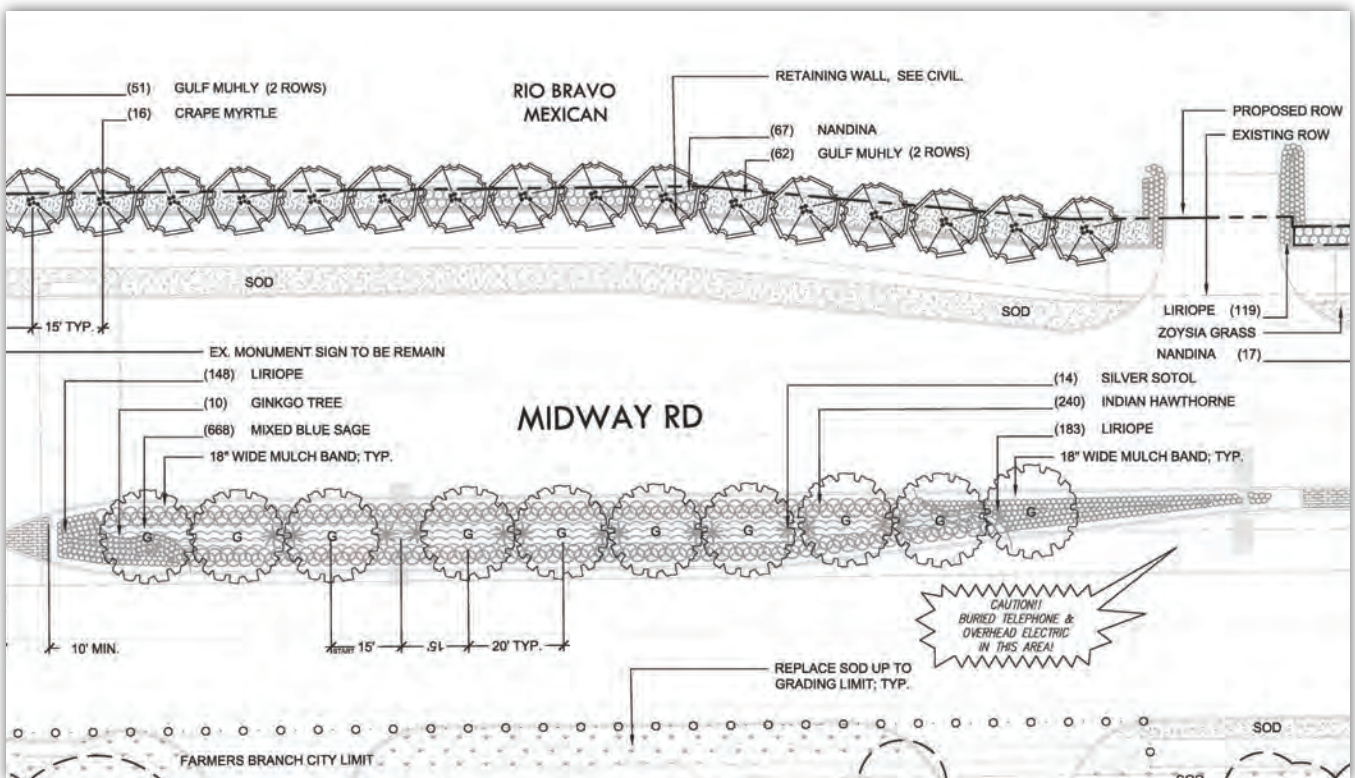 (51) GULF MUHLY (2 ROWS)
(16) CRAPE MYRTLE
RIO BRAVO
MEXICAN
RETAINING WALL, SEE CIVIL.
(67) NANDINA
(62) GULF MUHLY (2 ROWS)
PROPOSED ROW
EXISTING ROW
SOD
SOD
15' TYP.
LIRIOPE (119)
ZOYSIA GRASS
NANDINA (17)
EX. MONUMENT SIGN TO BE REMAIN
(148) LIRIOPE
(10) GINKGO TREE
(668) MIXED BLUE SAGE
18" WIDE MULCH BAND; TYP.
MIDWAY RD
(14) SILVER SOTOL
(240) INDIAN HAWTHORNE
(183) LIRIOPE
18" WIDE MULCH BAND; TYP.
G G G G G G G G G G
10' MIN.
START 15' 15' 20' TYP.
CAUTION!!
BURIED TELEPHONE &
OVERHEAD ELECTRIC
IN THIS AREA!
REPLACE SOD UP TO
GRADING LIMIT; TYP.
SOD
FARMERS BRANCH CITY LIMIT